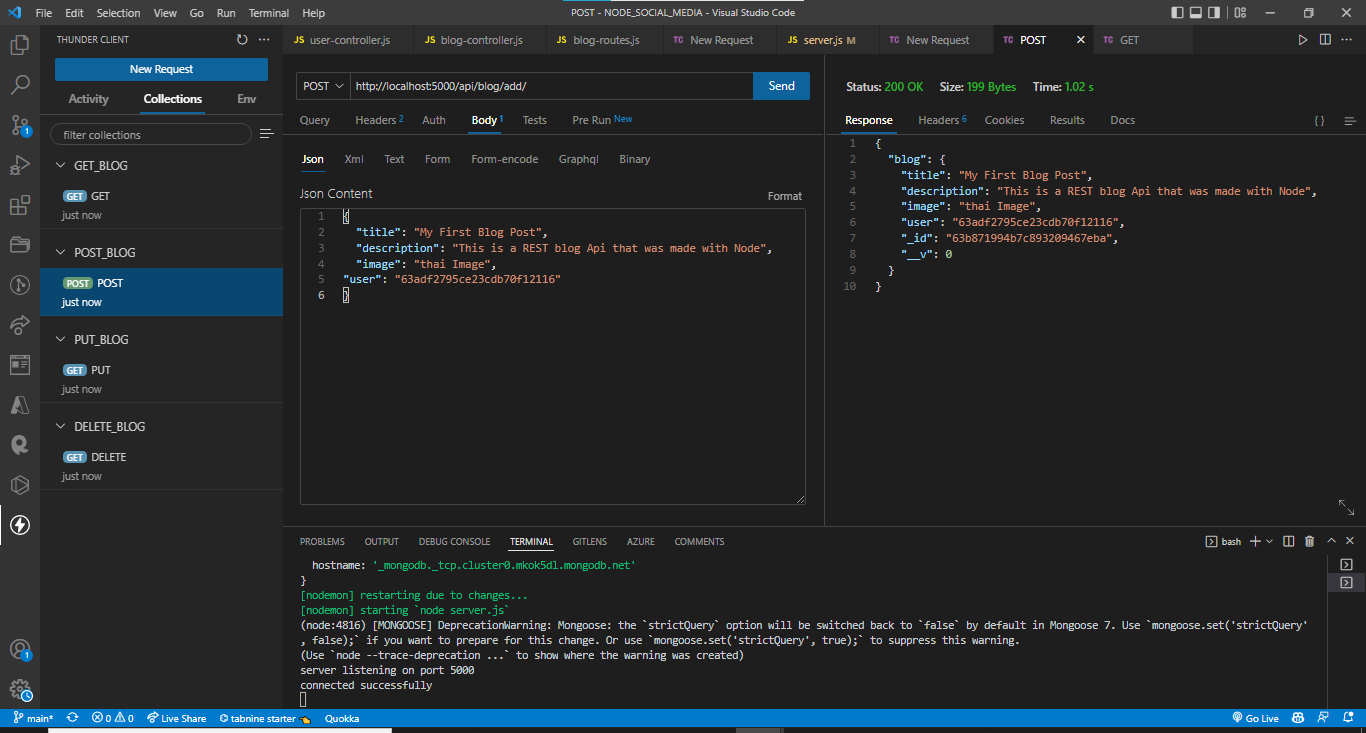 File Edit Selection View Go Run Terminal Help
POST - NODE_SOCIAL_MEDIA - Visual Studio Code
THUNDER CLIENT
New Request
Activity Collections Env
filter collections
GET_BLOG
GET GET
just now
POST_BLOG
POST POST
just now
PUT_BLOG
GET PUT
just now
DELETE_BLOG
GET DELETE
just now
JS user-controller.js JS blog-controller.js JS blog-routes.js TC New Request JS server.js M TC New Request TC POST TC GET
POST http://localhost:5000/api/blog/add/ Send
Query Headers 2 Auth Body 1 Tests Pre Run New
Json Xml Text Form Form-encode Graphql Binary
Json Content
Format
1 {
2 "title": "My First Blog Post",
3 "description": "This is a REST blog Api that was made with Node",
4 "image": "thai Image",
5 "user": "63adf2795ce23cdb70f12116"
6 }
Status: 200 OK Size: 199 Bytes Time: 1.02 s
Response Headers 6 Cookies Results Docs { }
1 {
2 "blog": {
3 "title": "My First Blog Post",
4 "description": "This is a REST blog Api that was made with Node",
5 "image": "thai Image",
6 "user": "63adf2795ce23cdb70f12116",
7 "_id": "63b871994b7c893209467eba",
8 "__v": 0
9 }
10 }
PROBLEMS OUTPUT DEBUG CONSOLE TERMINAL GITLENS AZURE COMMENTS
bash
hostname: '_mongodb._tcp.cluster0.mkok5dl.mongodb.net'
}
[nodemon] restarting due to changes...
[nodemon] starting `node server.js`
(node:4816) [MONGOOSE] DeprecationWarning: Mongoose: the `strictQuery` option will be switched back to `false` by default in Mongoose 7. Use `mongoose.set('strictQuery'
, false);` if you want to prepare for this change. Or use `mongoose.set('strictQuery', true);` to suppress this warning.
(Use `node --trace-deprecation ...` to show where the warning was created)
server listening on port 5000
connected successfully
1
1
main* 0 0 Live Share tabnine starter Quokka
Go Live